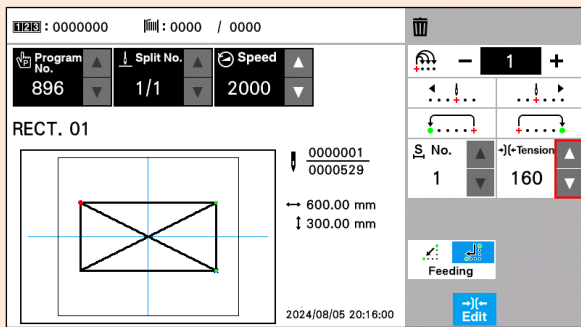 123 : 0000000 : 0000 / 0000
P Program No. Split No. Speed
896 1/1 2000
RECT. 01
0000001
0000529
600.00 mm
300.00 mm
2024/08/05 20:16:00
− 1 +
S No. Tension
1 160
Feeding
Edit